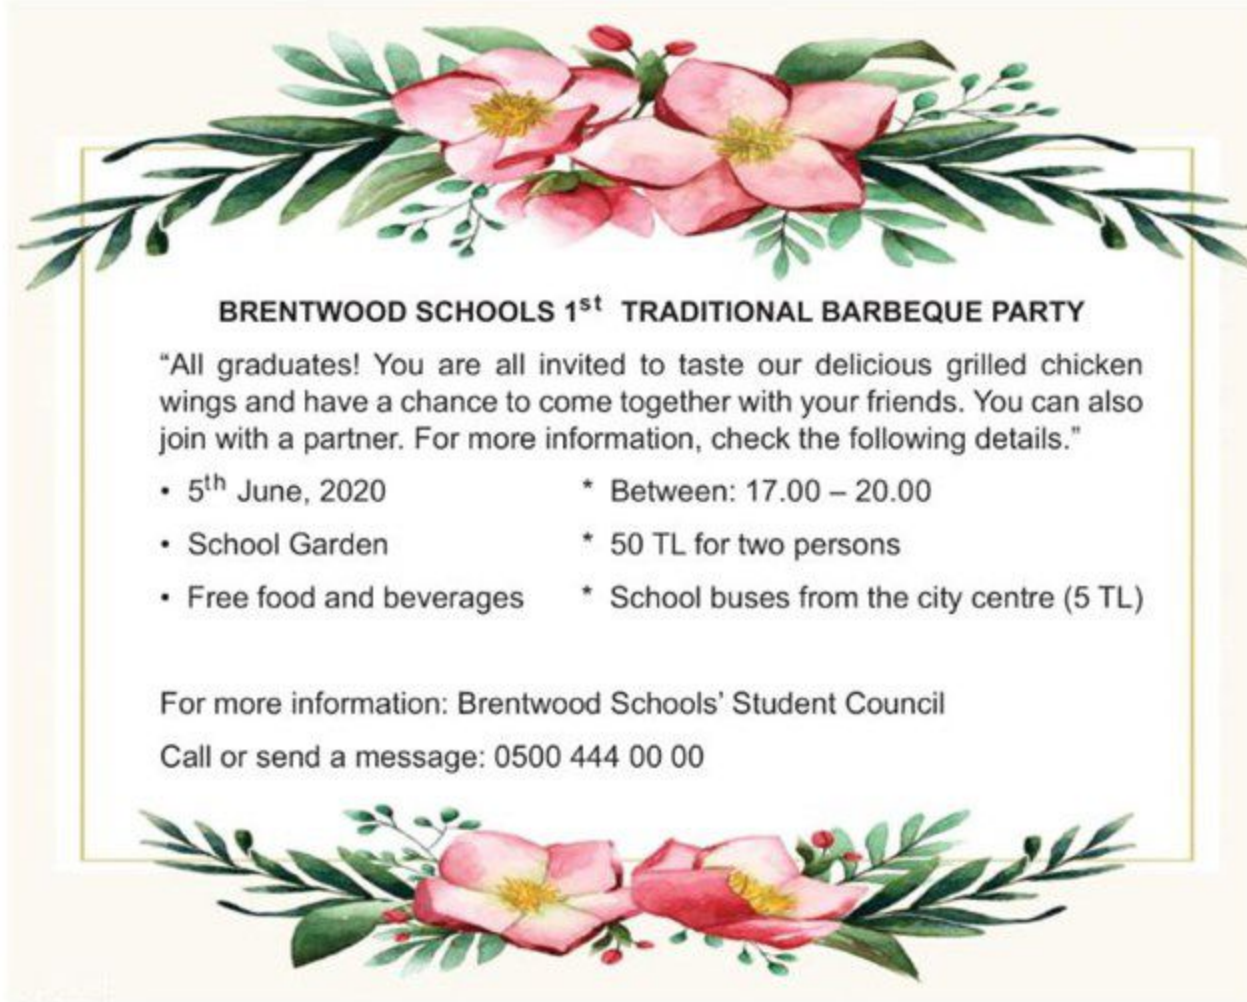 BRENTWOOD SCHOOLS 1st TRADITIONAL BARBEQUE PARTY
“All graduates! You are all invited to taste our delicious grilled chicken
wings and have a chance to come together with your friends. You can also
join with a partner. For more information, check the following details.”
• 5th June, 2020 * Between: 17.00 – 20.00
• School Garden * 50 TL for two persons
• Free food and beverages * School buses from the city centre (5 TL)
For more information: Brentwood Schools’ Student Council
Call or send a message: 0500 444 00 00